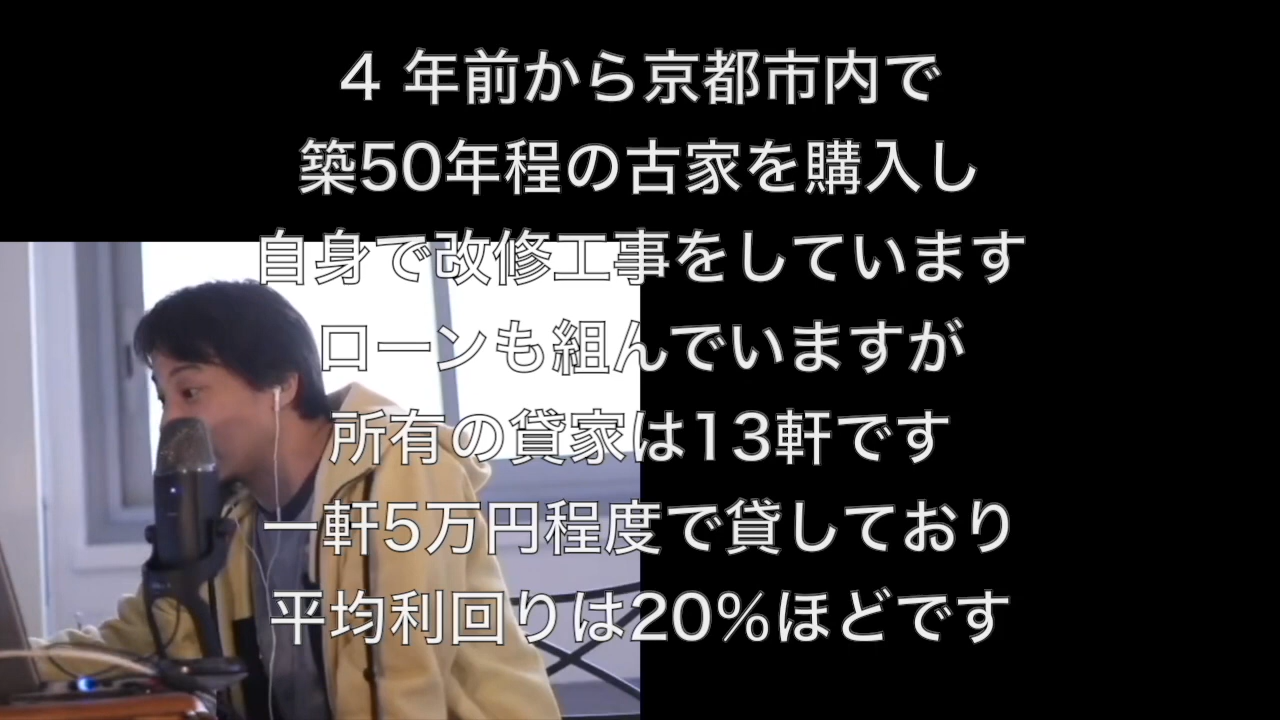 4 年前から京都市内で
築50年程の古家を購入し
自身で改修工事をしています
ローンも組んでいますが
所有の貸家は13軒です
一軒5万円程度で貸しており
平均利回りは20%ほどです